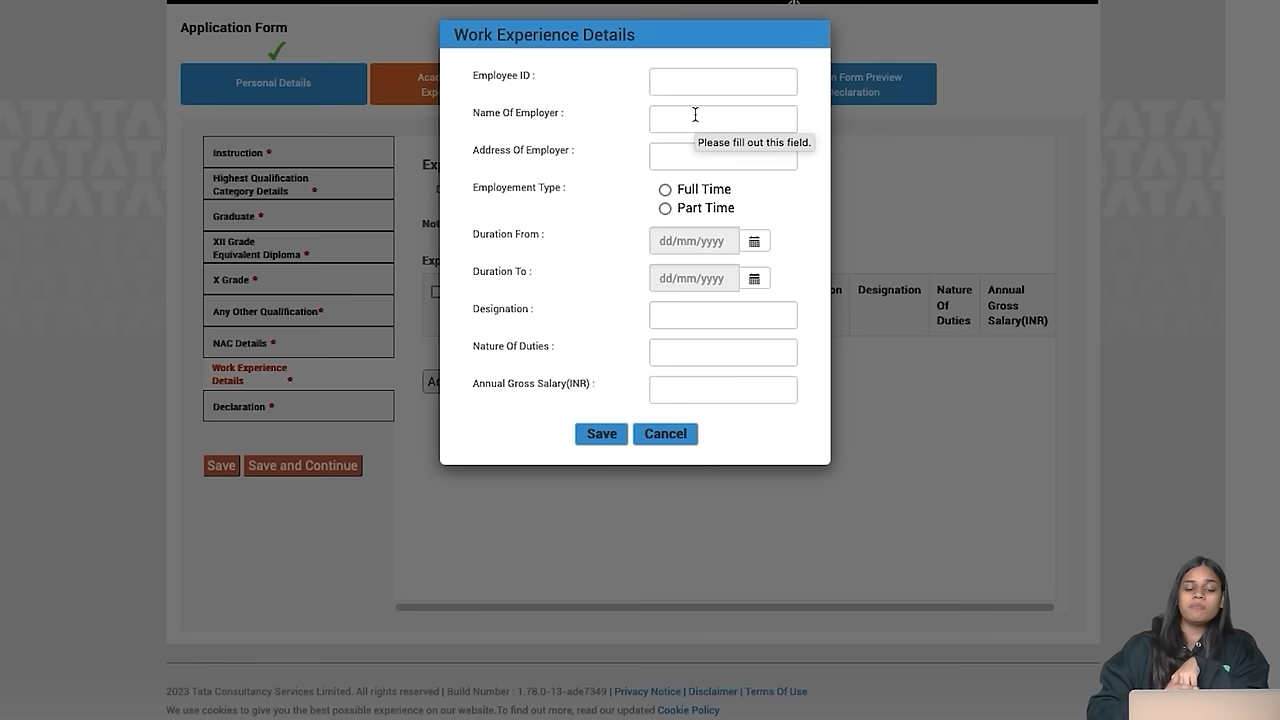 Application Form
Work Experience Details
Personal Details
Employee ID :
Name Of Employer :
Please fill out this field.
Address Of Employer :
Employement Type :
Full Time
Part Time
Duration From :
dd/mm/yyyy
Duration To :
dd/mm/yyyy
Designation :
Nature Of Duties :
Annual Gross Salary(INR) :
Save Cancel
Form Preview
Instruction *
Highest Qualification
Category Details *
Graduate *
XII Grade
Equivalent Diploma *
X Grade *
Any Other Qualification*
NAC Details *
Work Experience
Details *
Declaration *
Save Save and Continue
Designation
Nature
Of
Duties
Annual
Gross
Salary(INR)
2023 Tata Consultancy Services Limited. All rights reserved | Build Number : 1.78.0-13-ade7349 | Privacy Notice | Disclaimer | Terms Of Use
We use cookies to give you the best possible experience on our website.To find out more, read our updated Cookie Policy